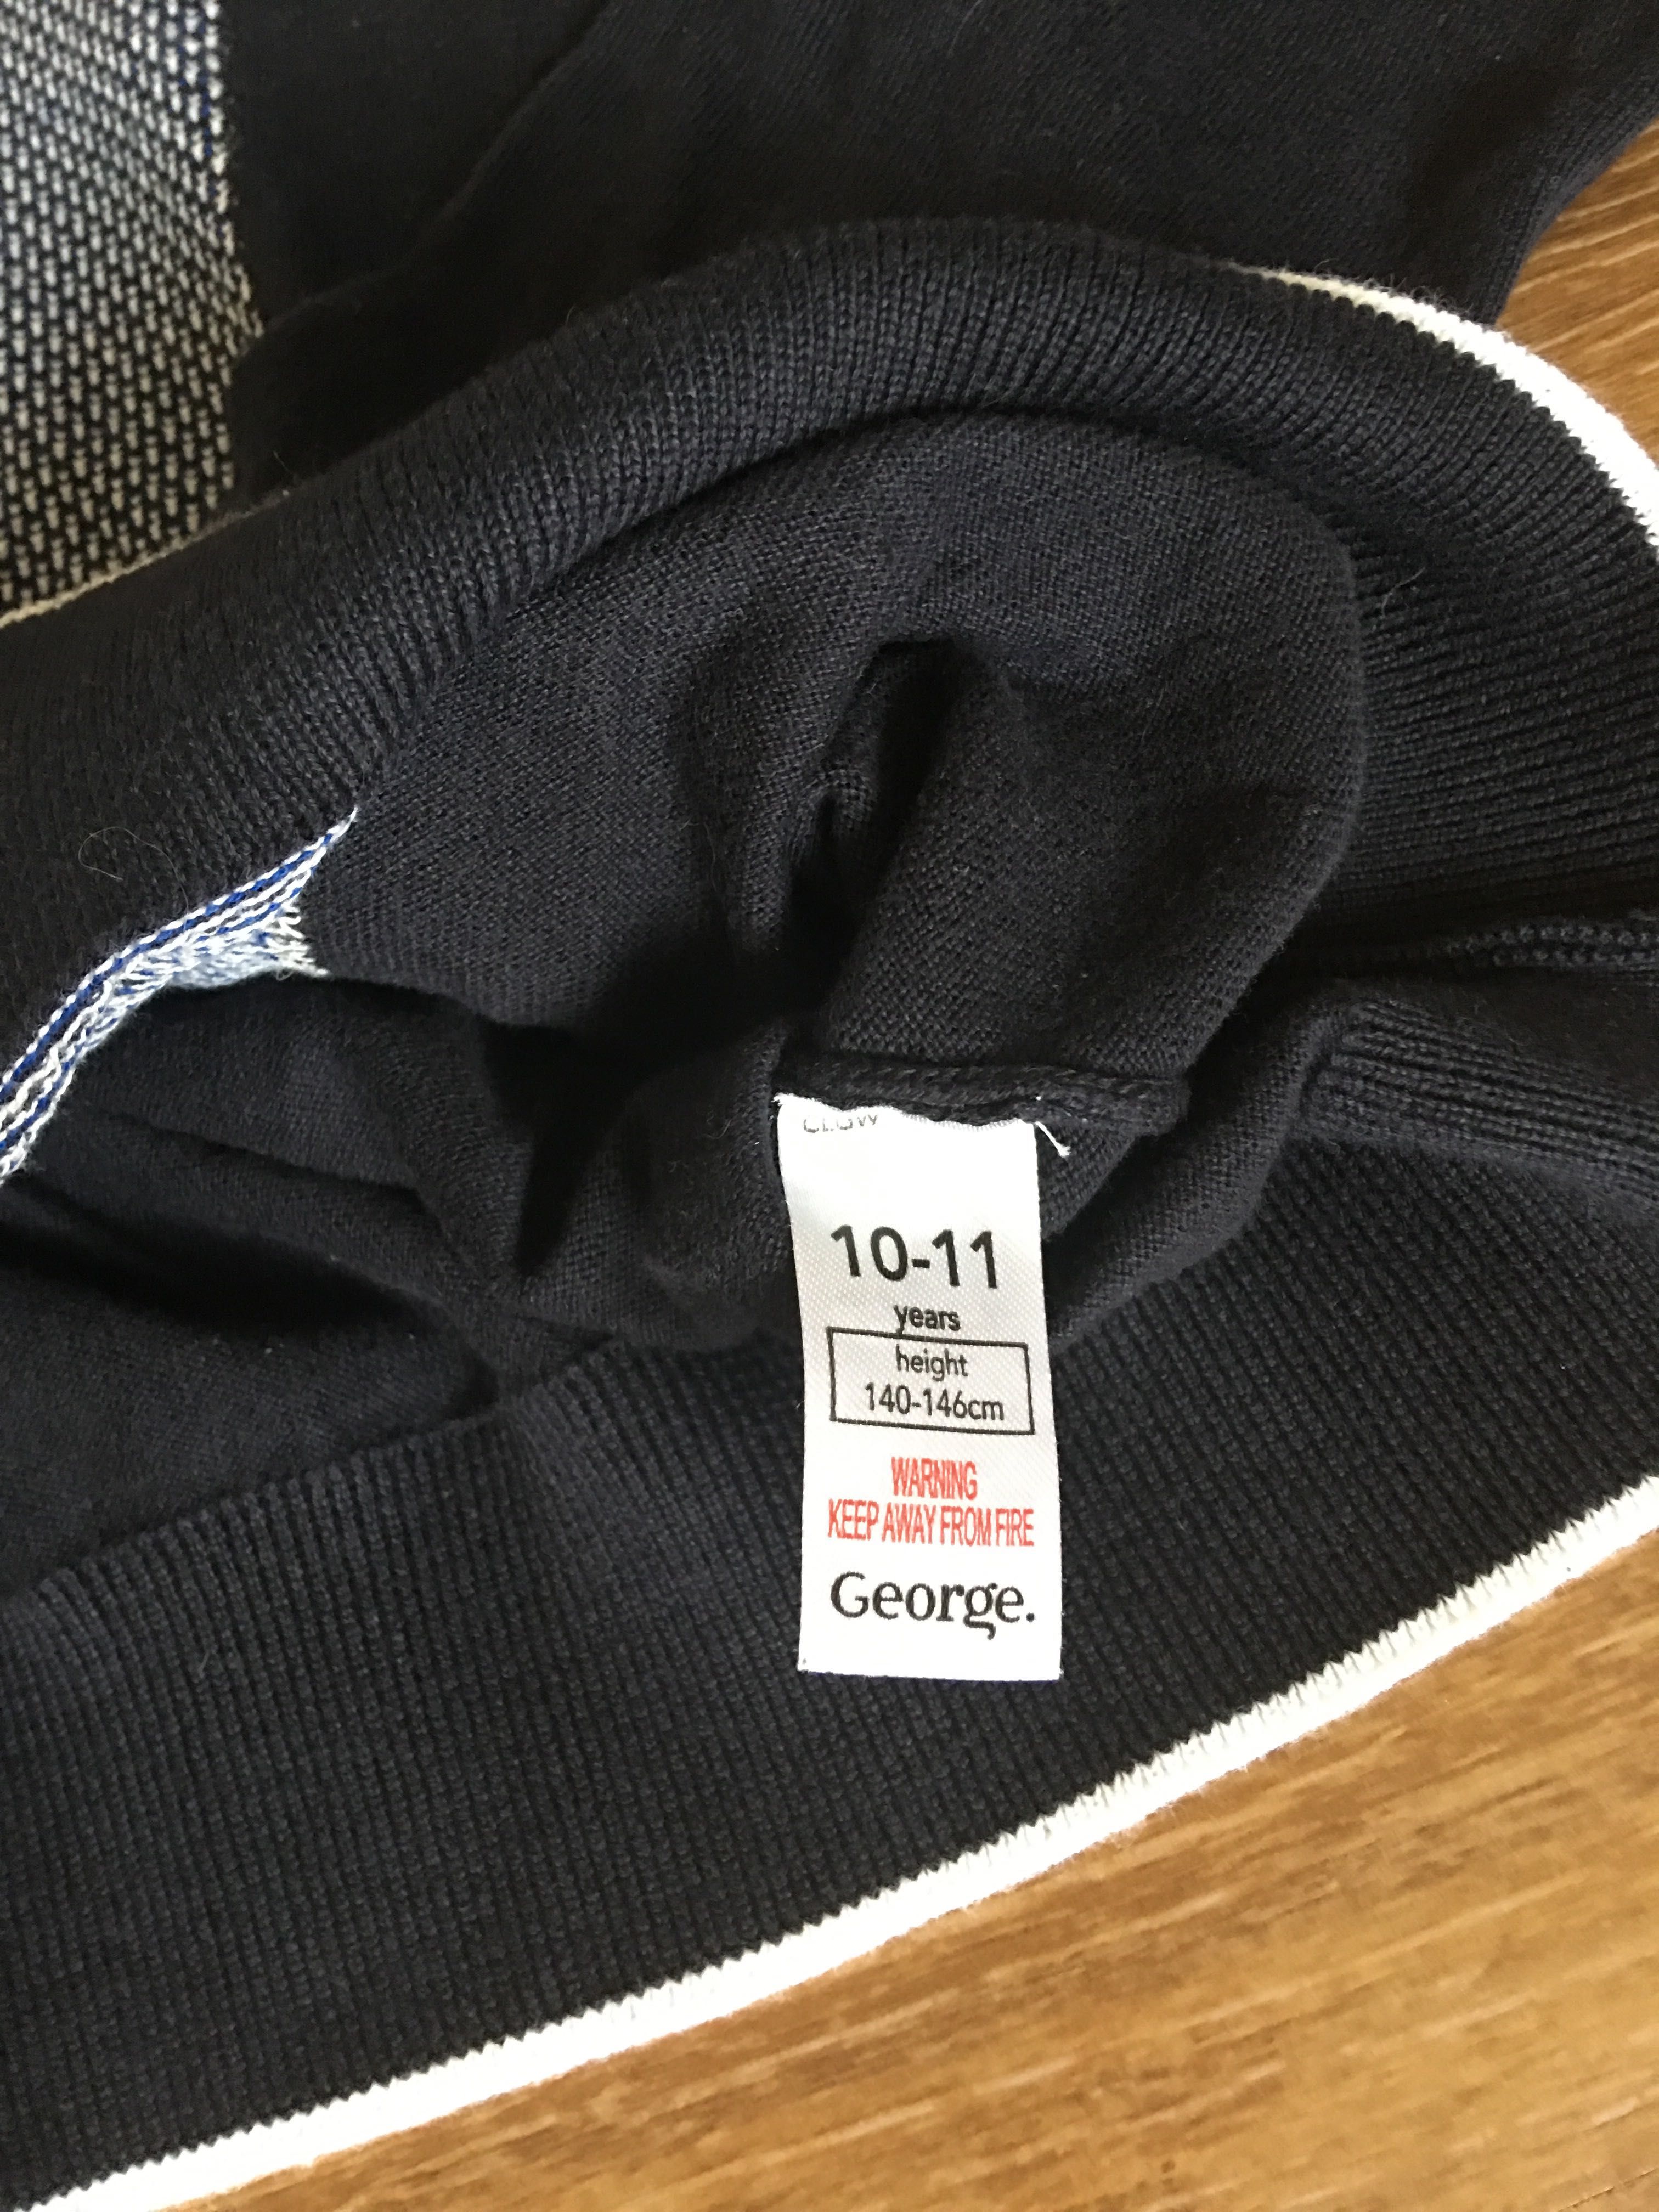 10-11
years
height
140-146cm
WARNING
KEEP AWAY FROM FIRE
George.